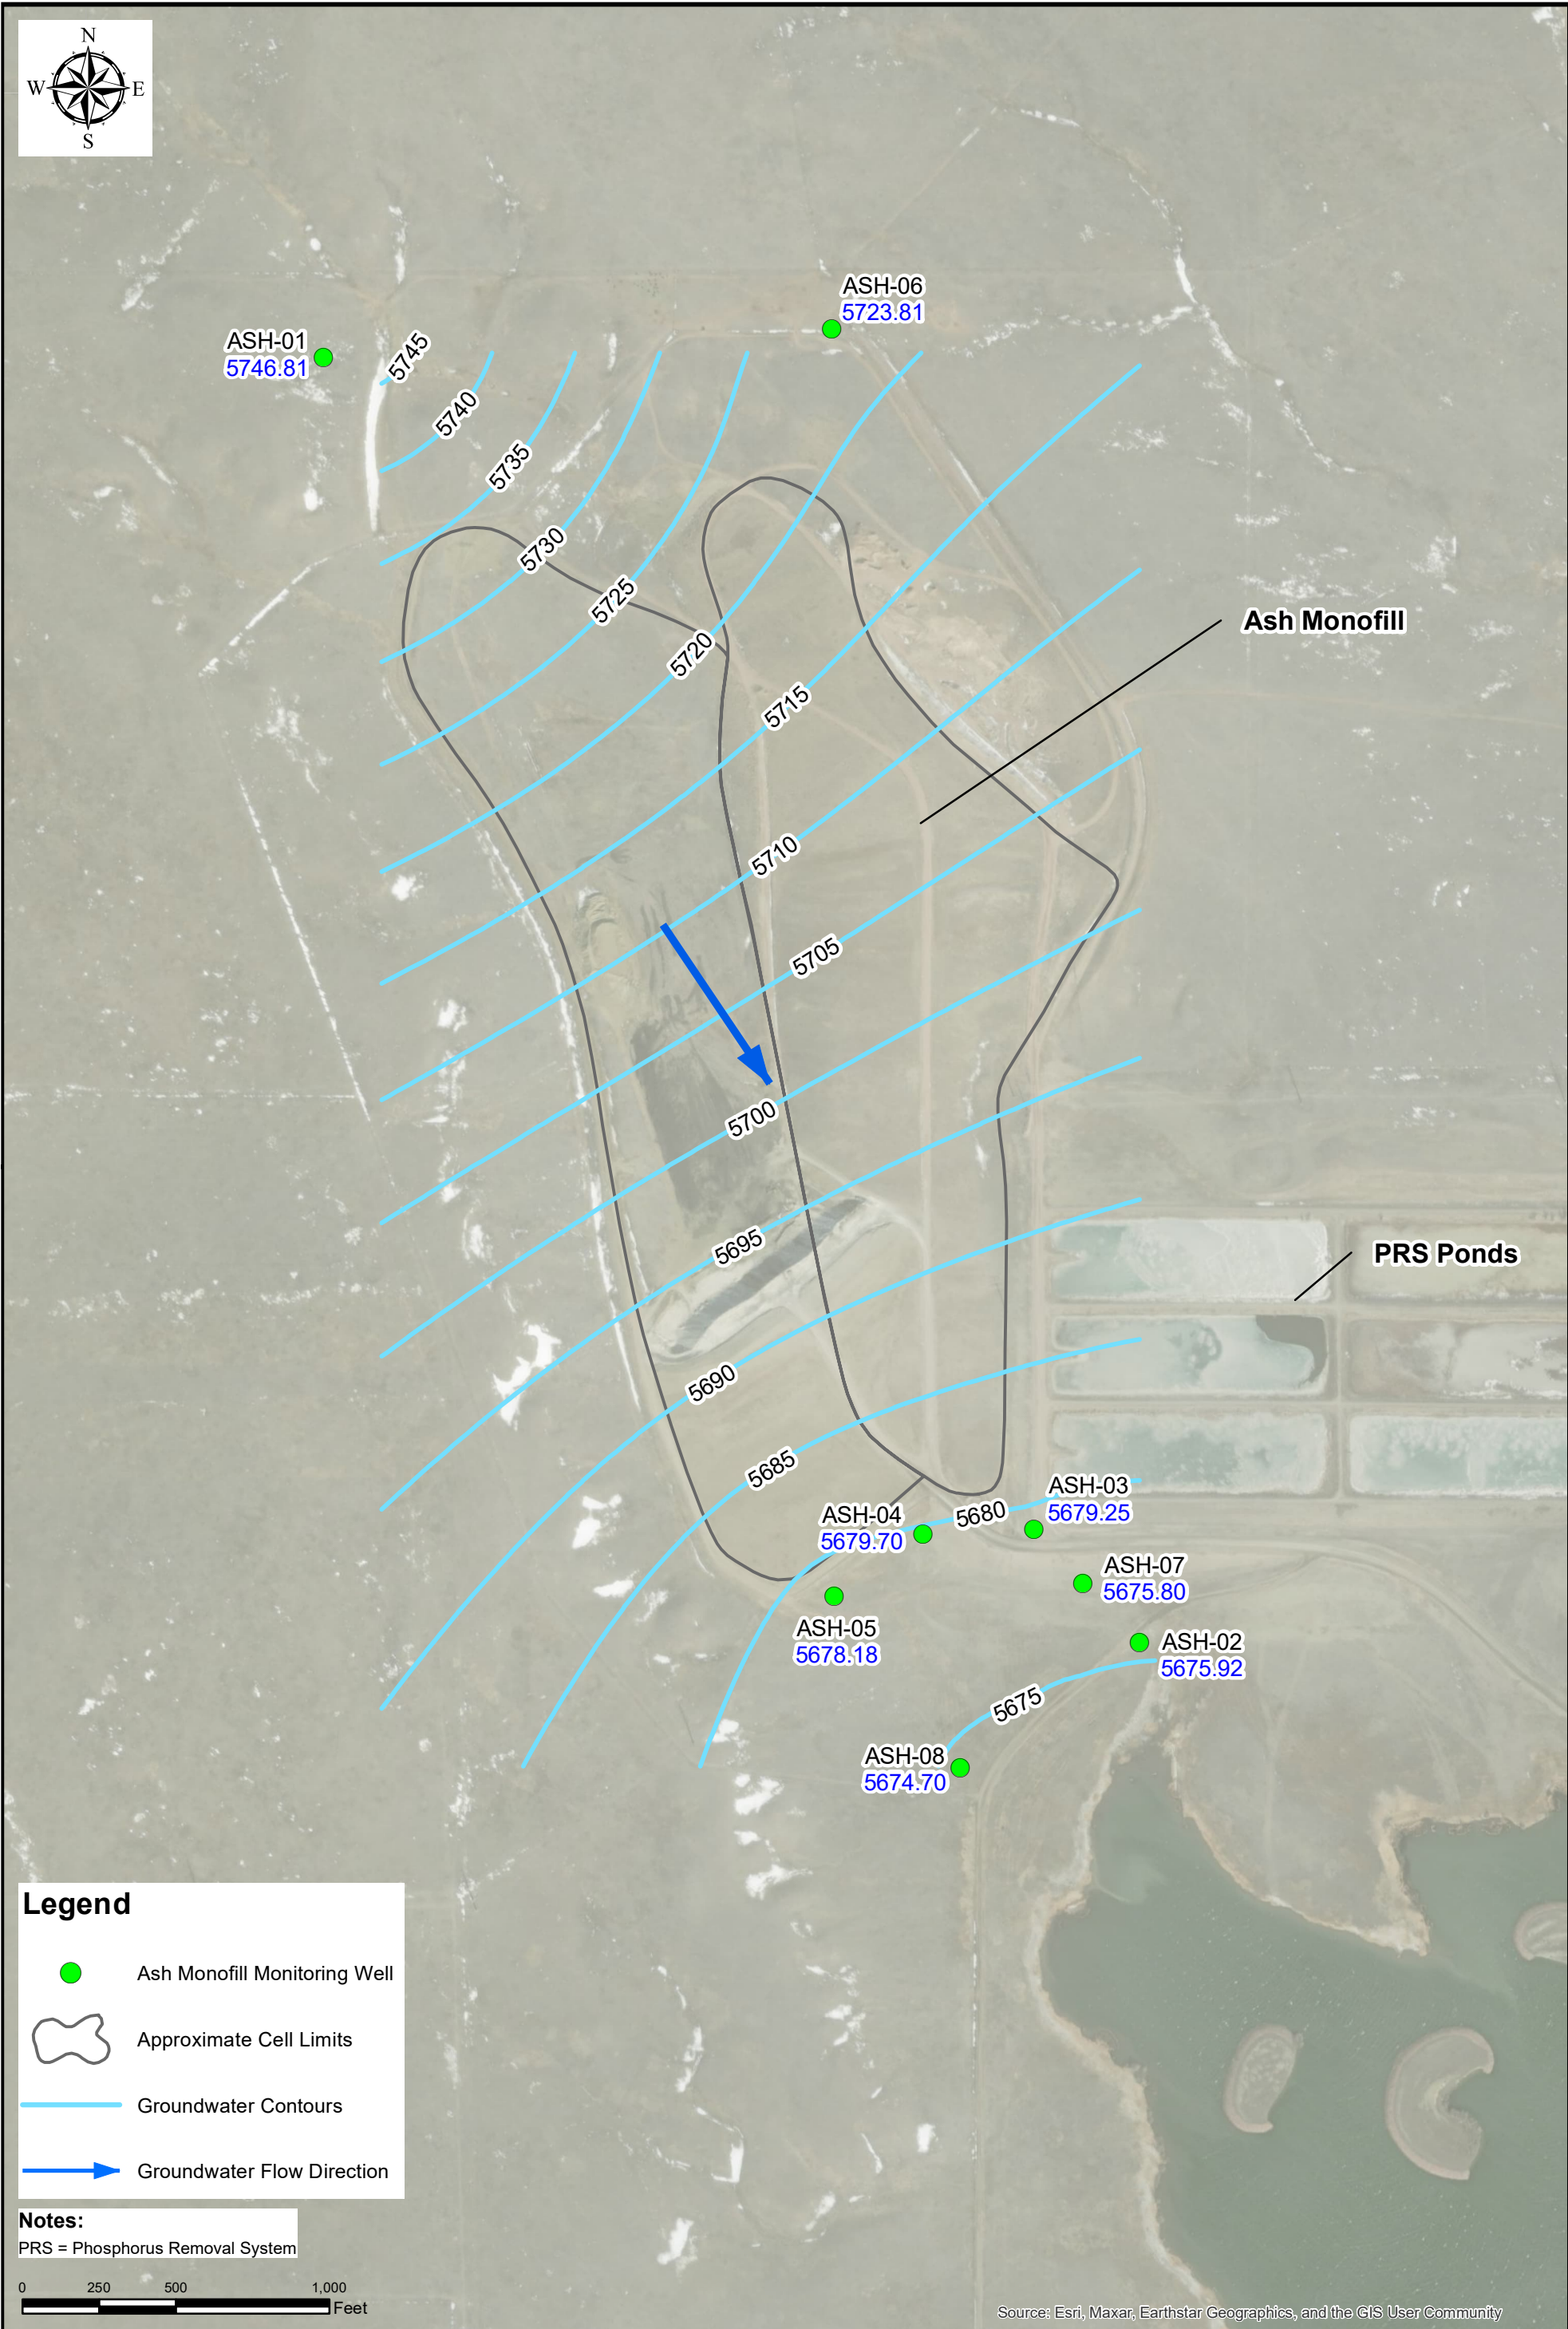 N
W
E
S
ASH-06
5723.81
ASH-01
5746.81
5745
5740
5735
5730
5725
5720
5715
5710
5705
5700
5695
5690
5685
5680
5675
Ash Monofill
PRS Ponds
ASH-03
5679.25
ASH-04
5679.70
ASH-07
5675.80
ASH-05
5678.18
ASH-02
5675.92
ASH-08
5674.70
Legend
Ash Monofill Monitoring Well
Approximate Cell Limits
Groundwater Contours
Groundwater Flow Direction
Notes:
PRS = Phosphorus Removal System
0 250 500 1,000
Feet
Source: Esri, Maxar, Earthstar Geographics, and the GIS User Community